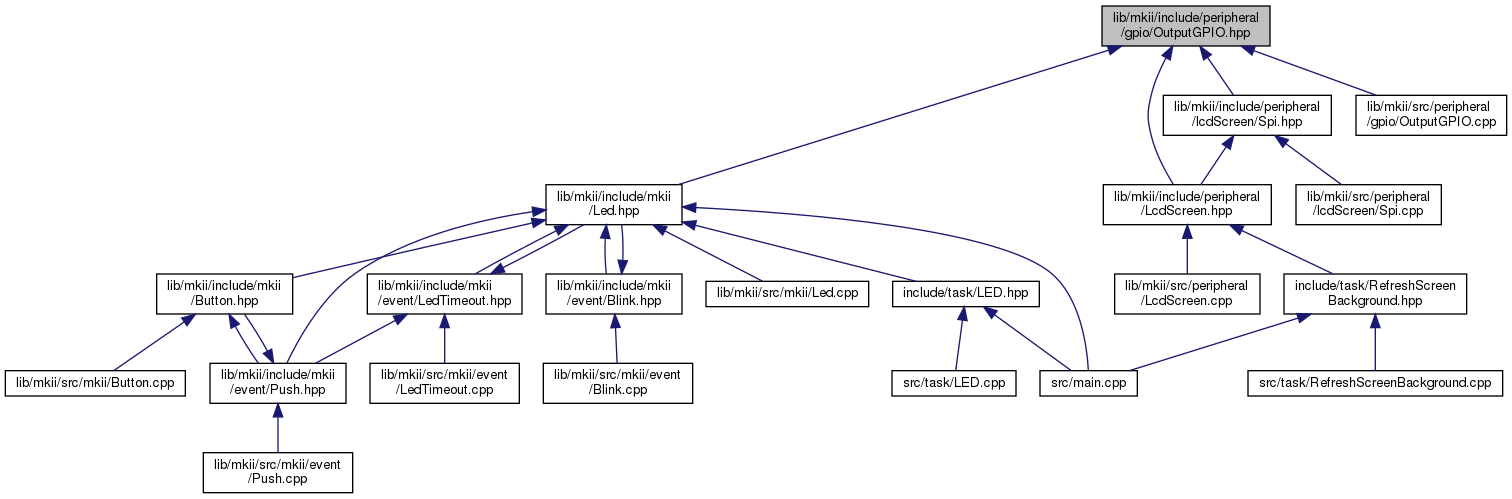 lib/mkii/include/peripheral
/gpio/OutputGPIO.hpp
lib/mkii/include/peripheral
/lcdScreen/Spi.hpp
lib/mkii/src/peripheral
/gpio/OutputGPIO.cpp
lib/mkii/include/mkii
/Led.hpp
lib/mkii/include/peripheral
/LcdScreen.hpp
lib/mkii/src/peripheral
/lcdScreen/Spi.cpp
lib/mkii/include/mkii
/Button.hpp
lib/mkii/include/mkii
/event/LedTimeout.hpp
lib/mkii/include/mkii
/event/Blink.hpp
lib/mkii/src/mkii/Led.cpp
include/task/LED.hpp
lib/mkii/src/peripheral
/LcdScreen.cpp
include/task/RefreshScreen
Background.hpp
lib/mkii/src/mkii/Button.cpp
lib/mkii/include/mkii
/event/Push.hpp
lib/mkii/src/mkii/event
/LedTimeout.cpp
lib/mkii/src/mkii/event
/Blink.cpp
src/task/LED.cpp
src/main.cpp
src/task/RefreshScreenBackground.cpp
lib/mkii/src/mkii/event
/Push.cpp